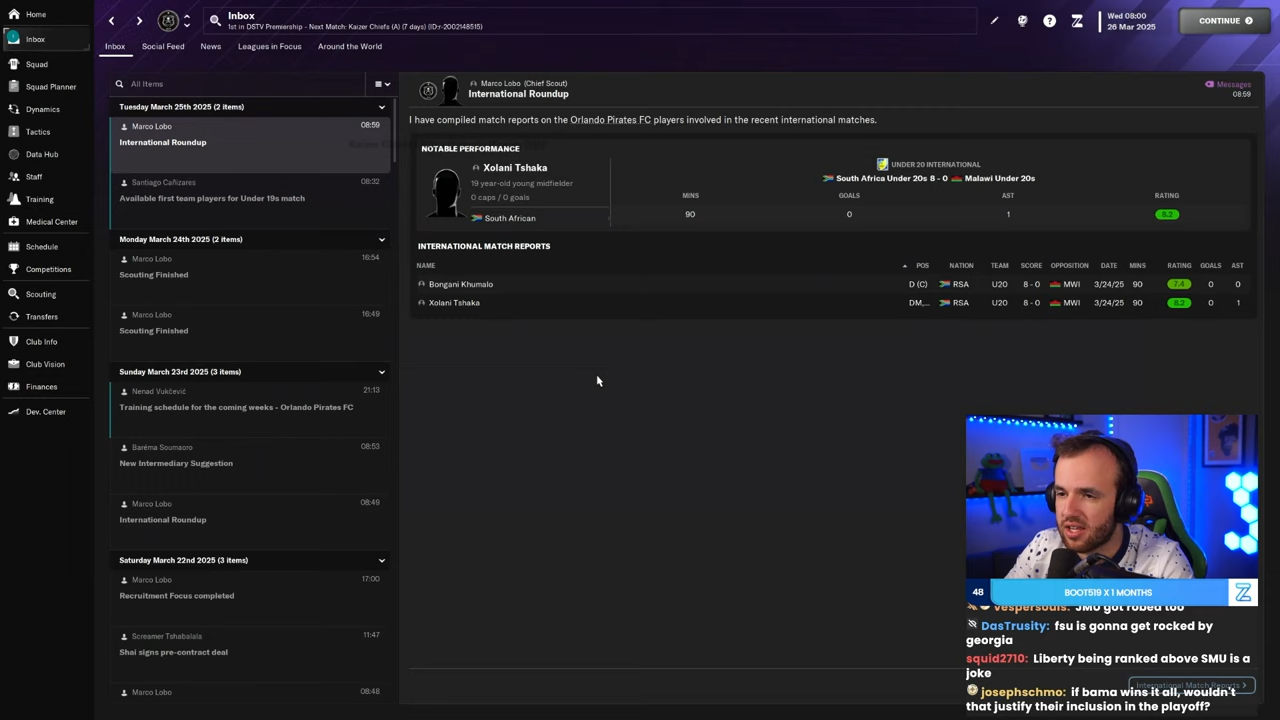 Home
Inbox
Squad
Squad Planner
Dynamics
Tactics
Data Hub
Staff
Training
Medical Center
Schedule
Competitions
Scouting
Transfers
Club Info
Club Vision
Finances
Dev. Center
Inbox
1st in DSTV Premiership - Next Match: Kaizer Chiefs (A) (7 days) (ID:r-2002148515)
Wed 08:00
26 Mar 2025
CONTINUE
Inbox Social Feed News Leagues in Focus Around the World
All Items
Tuesday March 25th 2025 (2 items)
Marco Lobo 08:59
International Roundup
Santiago Cañizares 08:32
Available first team players for Under 19s match
Monday March 24th 2025 (2 items)
Marco Lobo 16:54
Scouting Finished
Marco Lobo 16:49
Scouting Finished
Sunday March 23rd 2025 (3 items)
Nenad Vukčević 21:13
Training schedule for the coming weeks - Orlando Pirates FC
Baréma Soumaoro 08:53
New Intermediary Suggestion
Marco Lobo 08:49
International Roundup
Saturday March 22nd 2025 (3 items)
Marco Lobo 17:00
Recruitment Focus completed
Screamer Tshabalala 11:47
Shai signs pre-contract deal
Marco Lobo 08:48
Marco Lobo (Chief Scout)
International Roundup
Messages
08:59
I have compiled match reports on the Orlando Pirates FC players involved in the recent international matches.
NOTABLE PERFORMANCE
Xolani Tshaka
19 year-old young midfielder
0 caps / 0 goals
South African
UNDER 20 INTERNATIONAL
South Africa Under 20s 8 - 0 Malawi Under 20s
MINS GOALS AST RATING
90 0 1 8.2
INTERNATIONAL MATCH REPORTS
NAME POS NATION TEAM SCORE OPPOSITION DATE MINS RATING GOALS AST
Bongani Khumalo D (C) RSA U20 8 - 0 MWI 3/24/25 90 7.4 0 0
Xolani Tshaka DM,... RSA U20 8 - 0 MWI 3/24/25 90 8.2 0 1
48 BOOT519 X 1 MONTHS
vespersouls: JMU got robed too
DasTrusity: fsu is gonna get rocked by
georgia
squid2710: Liberty being ranked above SMU is a
joke
International Match Reports
josephschmo: if bama wins it all, wouldn't
that justify their inclusion in the playoff?